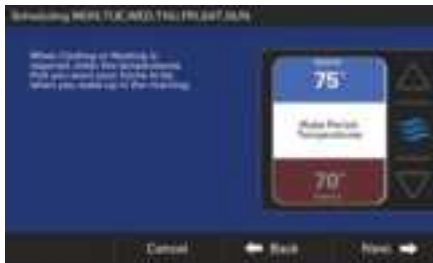 Scheduling MON,TUE,WED,THU,FRI,SAT,SUN
When Cooling or Heating is
required, enter the temperatures
that you want your home to be
when you wake up in the morning.
75°
Wake Period
Temperatures
70°
Cancel
Back
Next